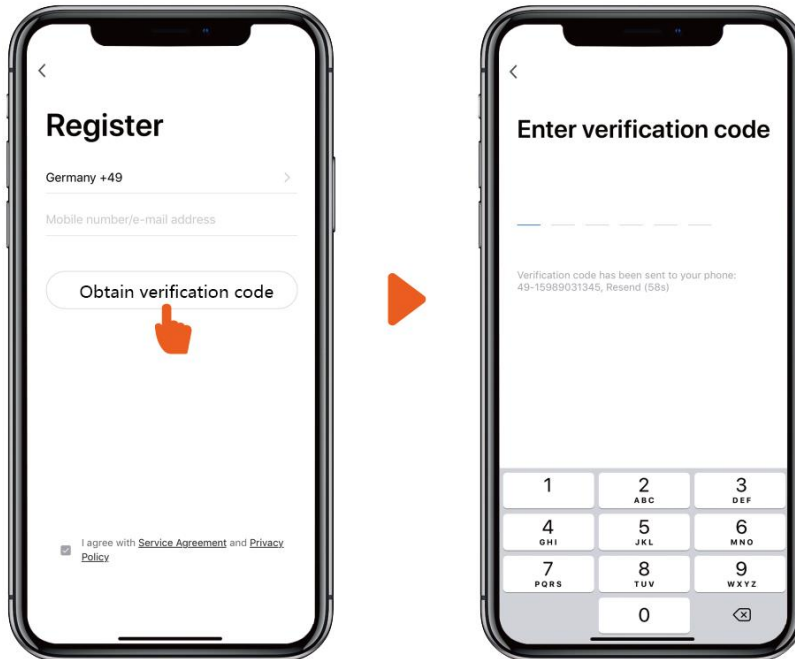 Register
Germany +49
Mobile number/e-mail address
Obtain verification code
I agree with Service Agreement and Privacy
Policy
Enter verification code
Verification code has been sent to your phone:
49-15989031345, Resend (58s)
1
2
ABC
3
DEF
4
GHI
5
JKL
6
MNO
7
PQRS
8
TUV
9
WXYZ
0